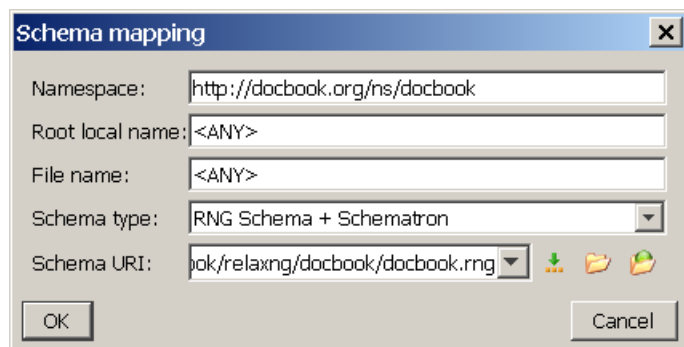 Schema mapping
Namespace: http://docbook.org/ns/docbook
Root local name: <ANY>
File name: <ANY>
Schema type: RNG Schema + Schematron
Schema URI: ook/relaxng/docbook/docbook.rng
OK Cancel